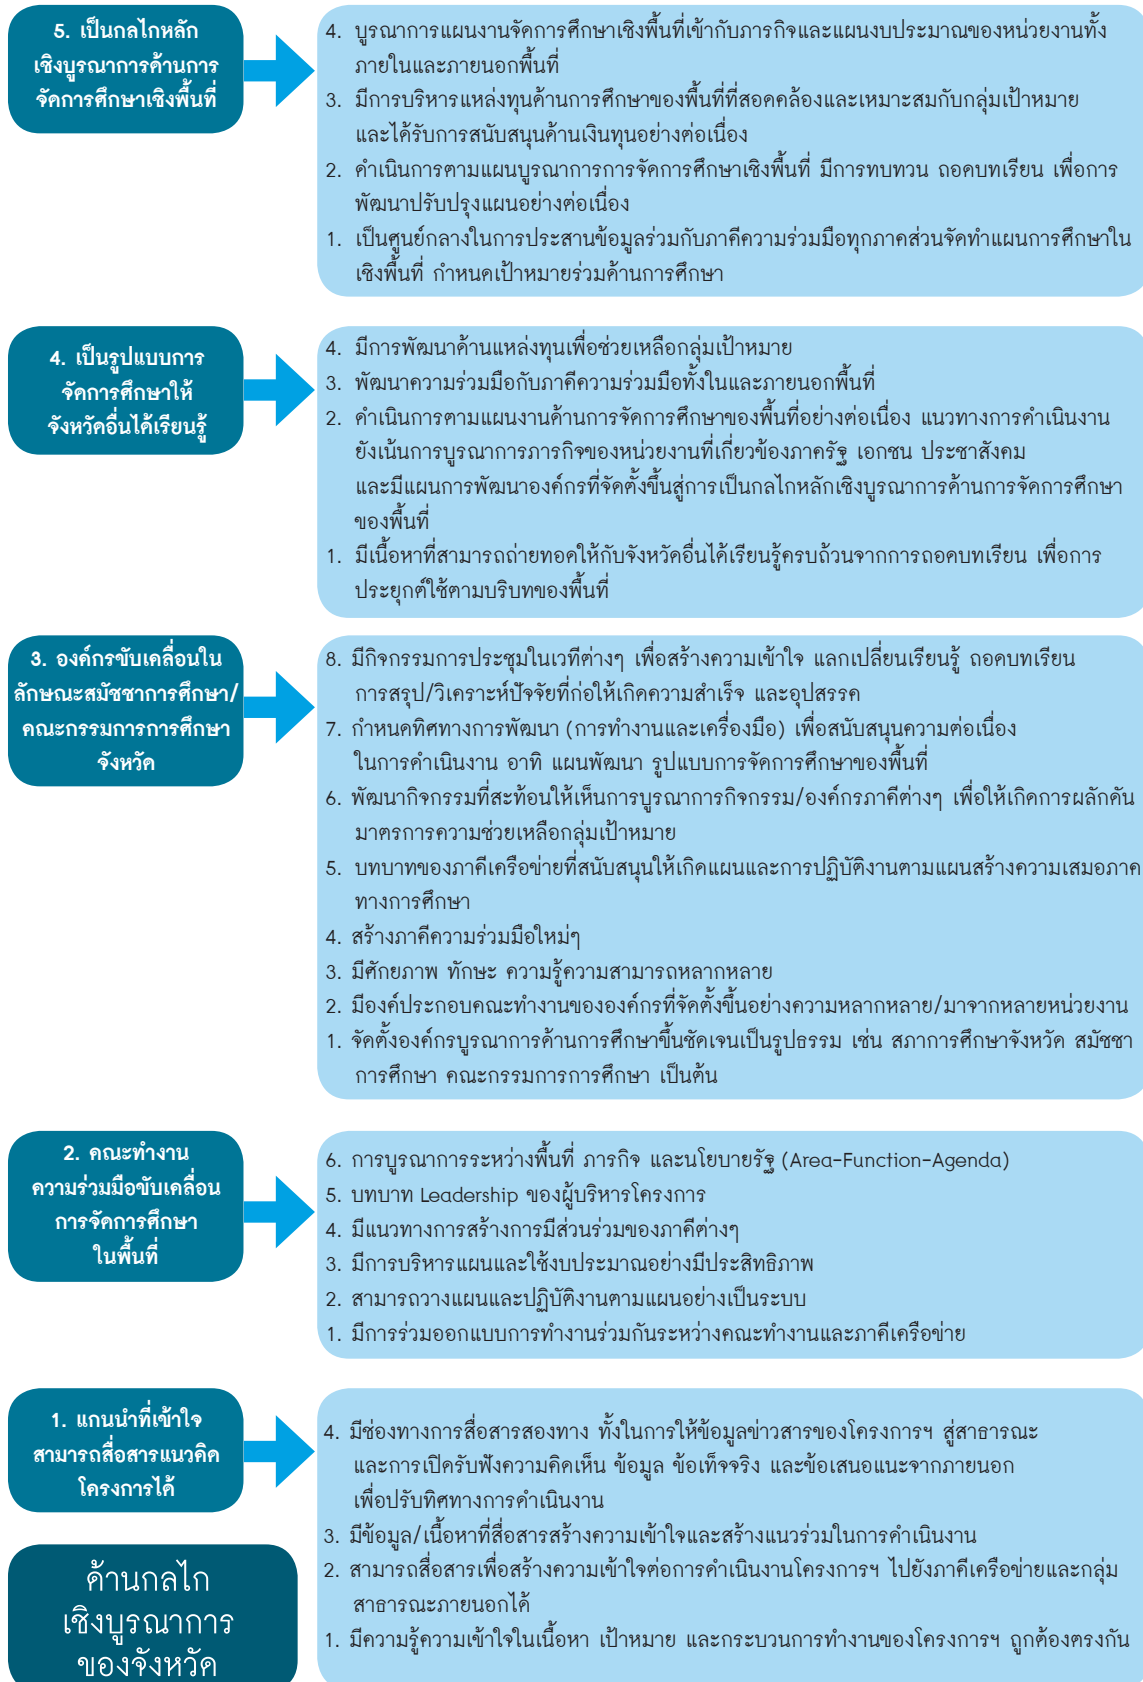 5. เป็นกลไกหลัก
เชิงบูรณาการด้านการ
จัดการศึกษาเชิงพื้นที่
4. บูรณาการแผนงานจัดการศึกษาเชิงพื้นที่เข้ากับภารกิจและแผนงบประมาณของหน่วยงานทั้ง
ภายในและภายนอกพื้นที่
3. มีการบริหารแหล่งทุนด้านการศึกษาของพื้นที่ที่สอดคล้องและเหมาะสมกับกลุ่มเป้าหมาย
และได้รับการสนับสนุนด้านเงินทุนอย่างต่อเนื่อง
2. ดำเนินการตามแผนบูรณาการการจัดการศึกษาเชิงพื้นที่ มีการทบทวน ถอดบทเรียน เพื่อการ
พัฒนาปรับปรุงแผนอย่างต่อเนื่อง
1. เป็นศูนย์กลางในการประสานข้อมูลร่วมกับภาคีความร่วมมือทุกภาคส่วนจัดทำแผนการศึกษาใน
เชิงพื้นที่ กำหนดเป้าหมายร่วมด้านการศึกษา
4. เป็นรูปแบบการ
จัดการศึกษาให้
จังหวัดอื่นได้เรียนรู้
4. มีการพัฒนาด้านแหล่งทุนเพื่อช่วยเหลือกลุ่มเป้าหมาย
3. พัฒนาความร่วมมือกับภาคีความร่วมมือทั้งในและภายนอกพื้นที่
2. ดำเนินการตามแผนงานด้านการจัดการศึกษาของพื้นที่อย่างต่อเนื่อง แนวทางการดำเนินงาน
ยังเน้นการบูรณาการภารกิจของหน่วยงานที่เกี่ยวข้องภาครัฐ เอกชน ประชาสังคม
และมีแผนการพัฒนาองค์กรที่จัดตั้งขึ้นสู่การเป็นกลไกหลักเชิงบูรณาการด้านการจัดการศึกษา
ของพื้นที่
1. มีเนื้อหาที่สามารถถ่ายทอดให้กับจังหวัดอื่นได้เรียนรู้ครบถ้วนจากการถอดบทเรียน เพื่อการ
ประยุกต์ใช้ตามบริบทของพื้นที่
3. องค์กรขับเคลื่อนใน
ลักษณะสมัชชาการศึกษา/
คณะกรรมการการศึกษา
จังหวัด
8. มีกิจกรรมการประชุมในเวทีต่างๆ เพื่อสร้างความเข้าใจ แลกเปลี่ยนเรียนรู้ ถอดบทเรียน
การสรุป/วิเคราะห์ปัจจัยที่ก่อให้เกิดความสำเร็จ และอุปสรรค
7. กำหนดทิศทางการพัฒนา (การทำงานและเครื่องมือ) เพื่อสนับสนุนความต่อเนื่อง
ในการดำเนินงาน อาทิ แผนพัฒนา รูปแบบการจัดการศึกษาของพื้นที่
6. พัฒนากิจกรรมที่สะท้อนให้เห็นการบูรณาการกิจกรรม/องค์กรภาคีต่างๆ เพื่อให้เกิดการผลักดัน
มาตรการความช่วยเหลือกลุ่มเป้าหมาย
5. บทบาทของภาคีเครือข่ายที่สนับสนุนให้เกิดแผนและการปฏิบัติงานตามแผนสร้างความเสมอภาค
ทางการศึกษา
4. สร้างภาคีความร่วมมือใหม่ๆ
3. มีศักยภาพ ทักษะ ความรู้ความสามารถหลากหลาย
2. มีองค์ประกอบคณะทำงานขององค์กรที่จัดตั้งขึ้นอย่างความหลากหลาย/มาจากหลายหน่วยงาน
1. จัดตั้งองค์กรบูรณาการด้านการศึกษาขึ้นชัดเจนเป็นรูปธรรม เช่น สภาการศึกษาจังหวัด สมัชชา
การศึกษา คณะกรรมการการศึกษา เป็นต้น
2. คณะทำงาน
ความร่วมมือขับเคลื่อน
การจัดการศึกษา
ในพื้นที่
6. การบูรณาการระหว่างพื้นที่ ภารกิจ และนโยบายรัฐ (Area-Function-Agenda)
5. บทบาท Leadership ของผู้บริหารโครงการ
4. มีแนวทางการสร้างการมีส่วนร่วมของภาคีต่างๆ
3. มีการบริหารแผนและใช้งบประมาณอย่างมีประสิทธิภาพ
2. สามารถวางแผนและปฏิบัติงานตามแผนอย่างเป็นระบบ
1. มีการร่วมออกแบบการทำงานร่วมกันระหว่างคณะทำงานและภาคีเครือข่าย
1. แกนนำที่เข้าใจ
สามารถสื่อสารแนวคิด
โครงการได้
4. มีช่องทางการสื่อสารสองทาง ทั้งในการให้ข้อมูลข่าวสารของโครงการฯ สู่สาธารณะ
และการเปิดรับฟังความคิดเห็น ข้อมูล ข้อเท็จจริง และข้อเสนอแนะจากภายนอก
เพื่อปรับทิศทางการดำเนินงาน
3. มีข้อมูล/เนื้อหาที่สื่อสารสร้างความเข้าใจและสร้างแนวร่วมในการดำเนินงาน
2. สามารถสื่อสารเพื่อสร้างความเข้าใจต่อการดำเนินงานโครงการฯ ไปยังภาคีเครือข่ายและกลุ่ม
สาธารณะภายนอกได้
1. มีความรู้ความเข้าใจในเนื้อหา เป้าหมาย และกระบวนการทำงานของโครงการฯ ถูกต้องตรงกัน
ด้านกลไก
เชิงบูรณาการ
ของจังหวัด